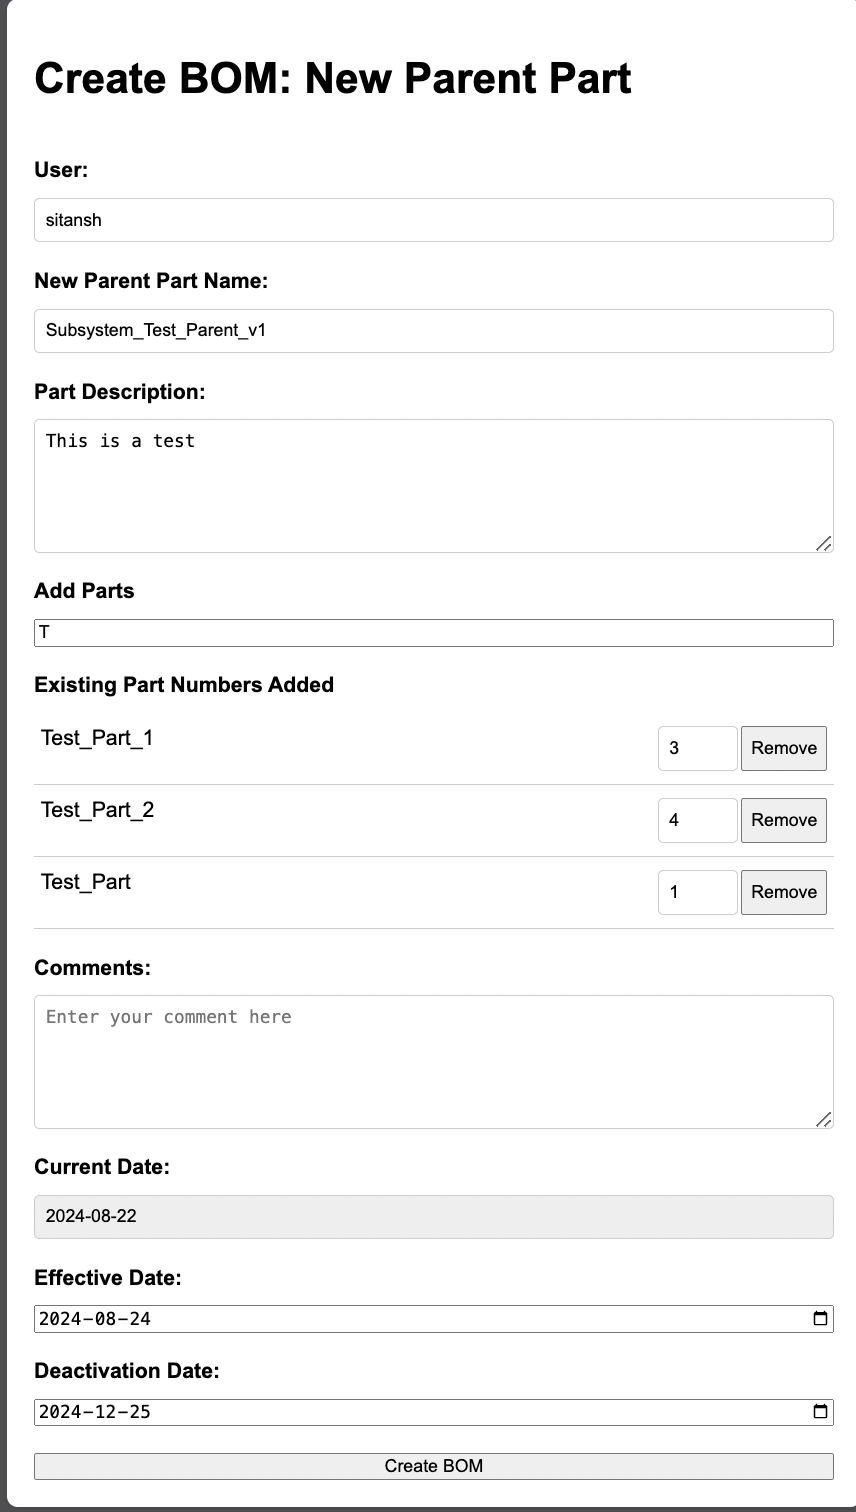 Create BOM: New Parent Part
User:
sitansh
New Parent Part Name:
Subsystem_Test_Parent_v1
Part Description:
This is a test
Add Parts
T
Existing Part Numbers Added
Test_Part_1 3 Remove
Test_Part_2 4 Remove
Test_Part 1 Remove
Comments:
Enter your comment here
Current Date:
2024-08-22
Effective Date:
2024-08-24
Deactivation Date:
2024-12-25
Create BOM